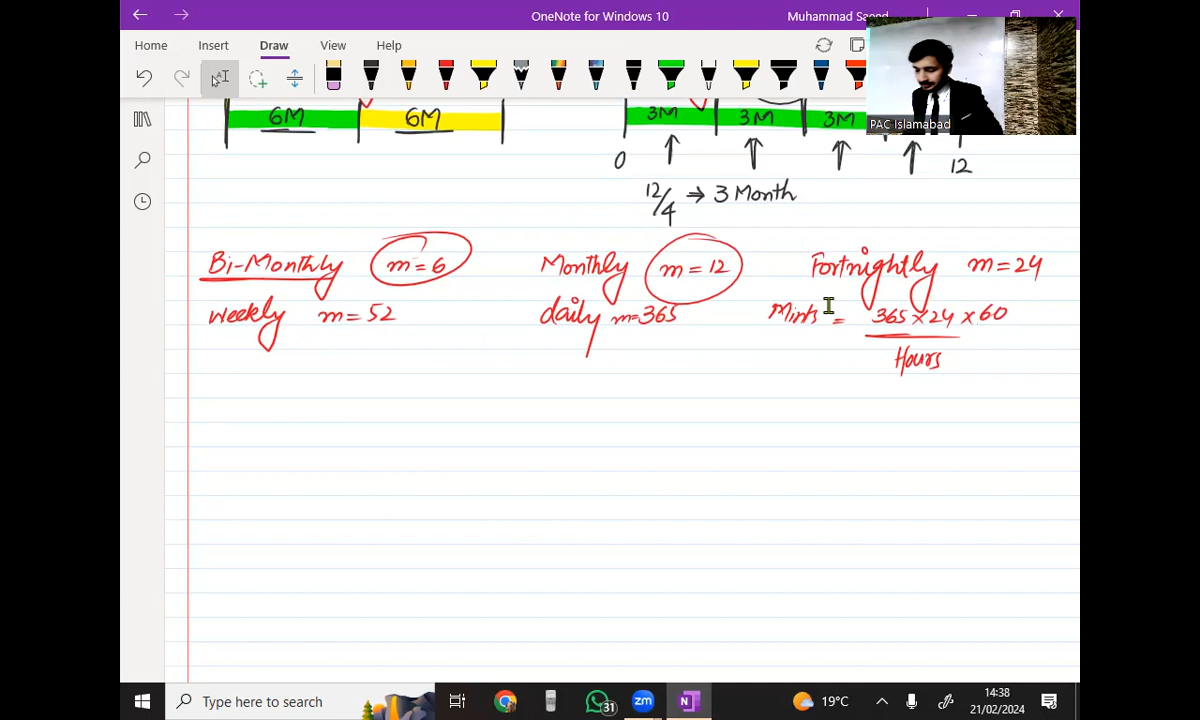 OneNote for Windows 10
Muhammad Saeed
Home Insert Draw View Help
PAC Islamabad
6M 6M
3M 3M 3M
0 12
12/4 → 3 Month
Bi-Monthly m=6 Monthly m=12 Fortnightly m=24
weekly m=52 daily m=365 Mints = 365×24×60
Hours
Type here to search
31
zm
N
19°C
14:38
21/02/2024